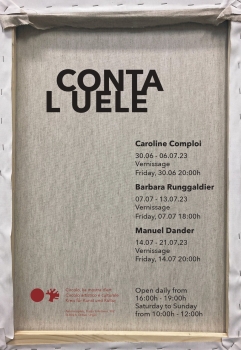 CONTA
L'UELE
Caroline Comploi
30.06 - 06.07.23
Vernissage
Friday, 30.06 20:00h
Barbara Runggaldier
07.07 - 13.07.23
Vernissage
Friday, 07.07 18:00h
Manuel Dander
14.07 - 21.07.23
Vernissage
Friday, 14.07 20:00h
Open daily from
16:00h - 19:00h
Saturday to Sunday
from 10:00h - 12:00h